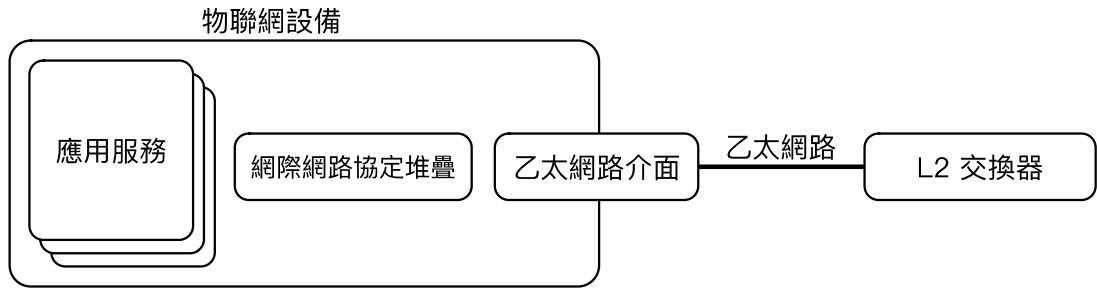 物聯網設備
應用服務
網際網路協定堆疊
乙太網路介面
乙太網路
L2 交換器